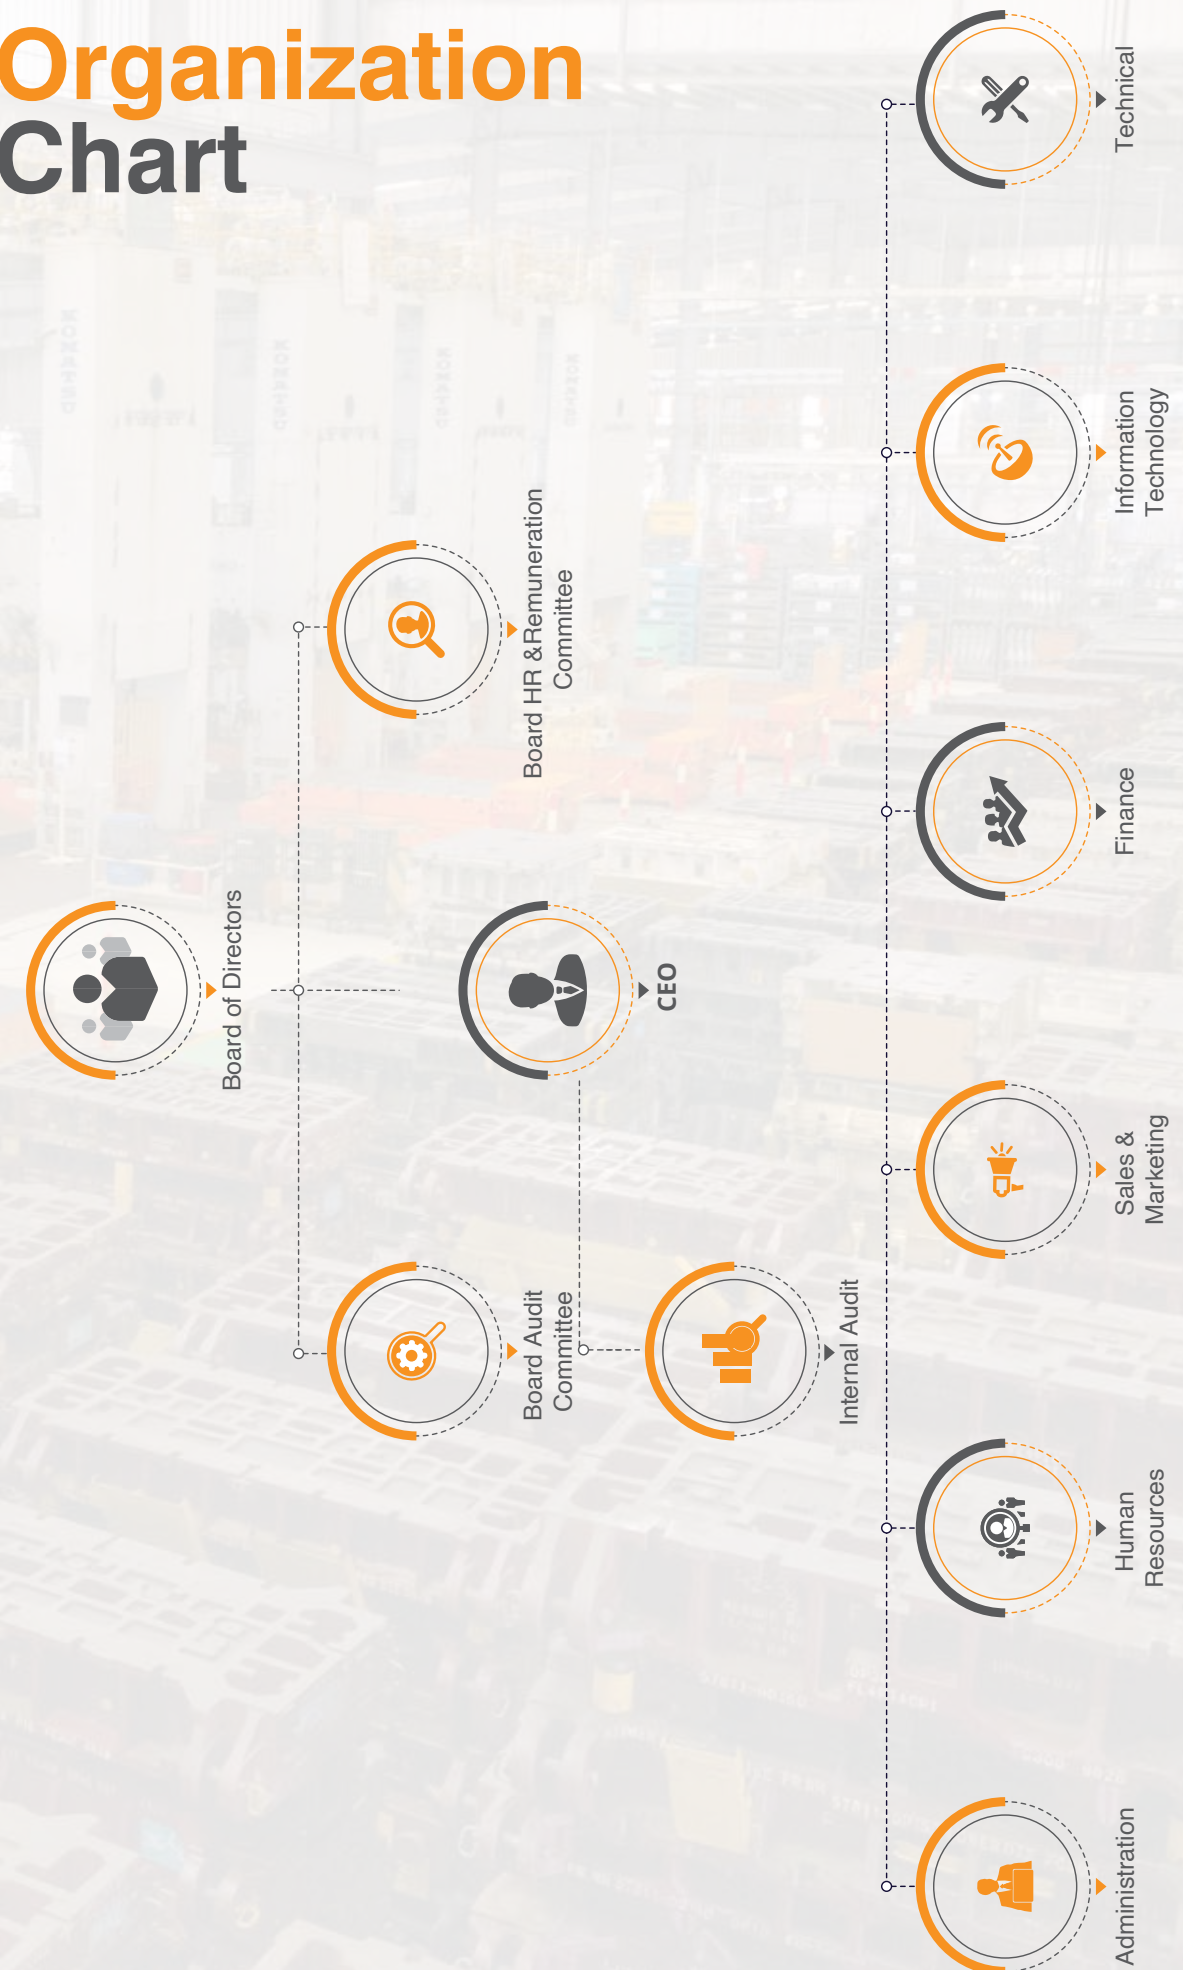 Organization
Chart
Board of Directors
Board HR &Remuneration
Committee
Board Audit
Committee
CEO
Internal Audit
Technical
Information
Technology
Finance
Sales &
Marketing
Human
Resources
Administration